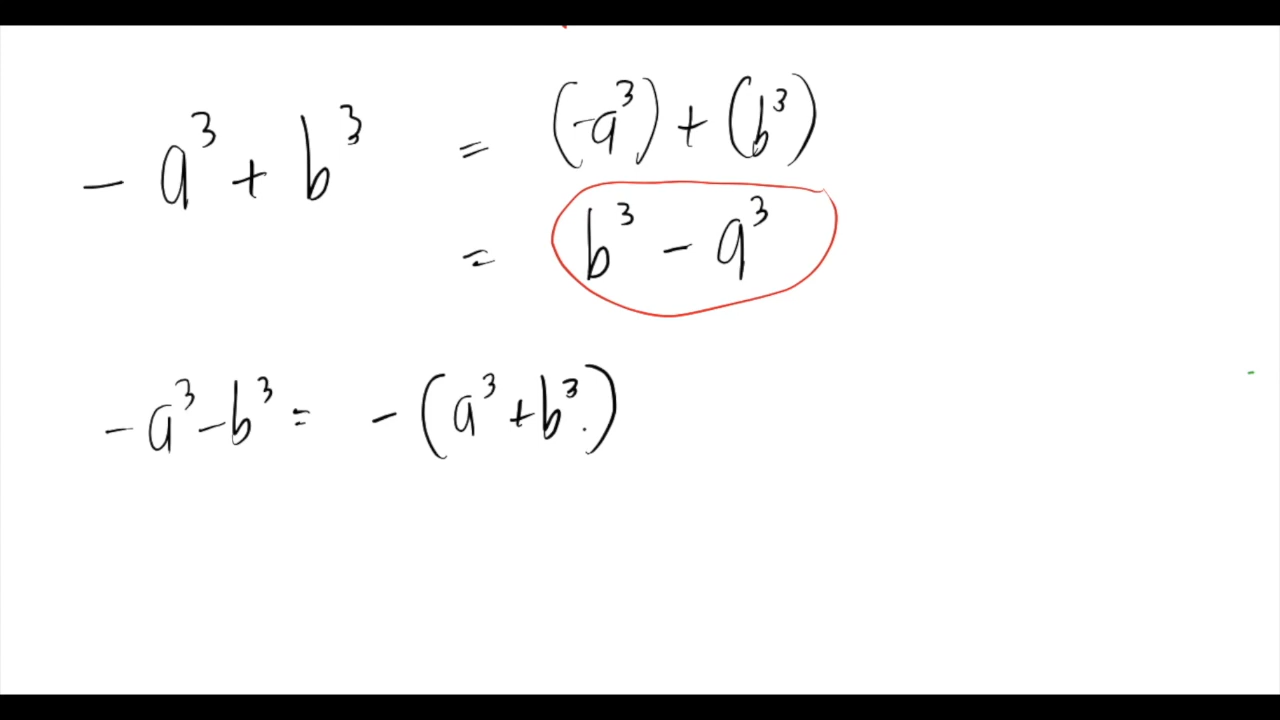 - a³ + b³ = (-a³) + (b³)
= b³ - a³
- a³ - b³ = - (a³ + b³.)